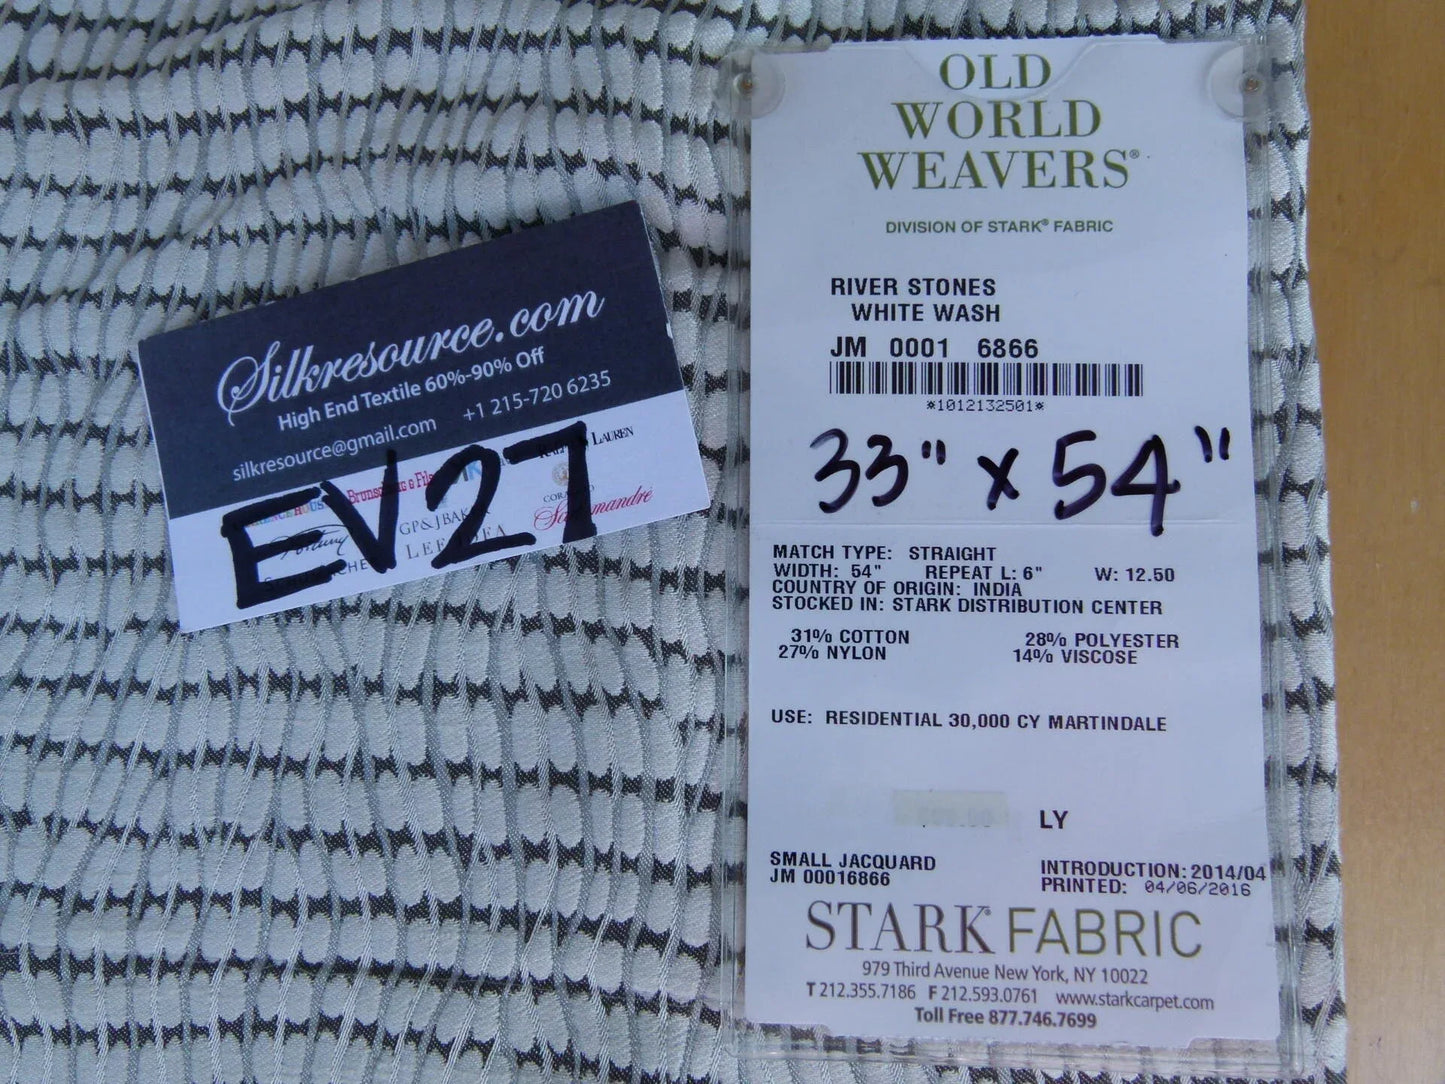 Silkresource.com
High End Textile 60%-90% Off
silkresource@gmail.com +1 215-720 6235
LAUREN
EV27
GP&JBAKER
OLD
WORLD
WEAVERS®
DIVISION OF STARK® FABRIC
RIVER STONES
WHITE WASH
JM 0001 6866
*1012132501*
33" x 54"
MATCH TYPE: STRAIGHT
WIDTH: 54" REPEAT L: 6" W: 12.50
COUNTRY OF ORIGIN: INDIA
STOCKED IN: STARK DISTRIBUTION CENTER
31% COTTON 28% POLYESTER
27% NYLON 14% VISCOSE
USE: RESIDENTIAL 30,000 CY MARTINDALE
LY
SMALL JACQUARD
JM 00016866
INTRODUCTION: 2014/04
PRINTED: 04/06/2016
STARK® FABRIC
979 Third Avenue New York, NY 10022
T 212.355.7186 F 212.593.0761 www.starkcarpet.com
Toll Free 877.746.7699